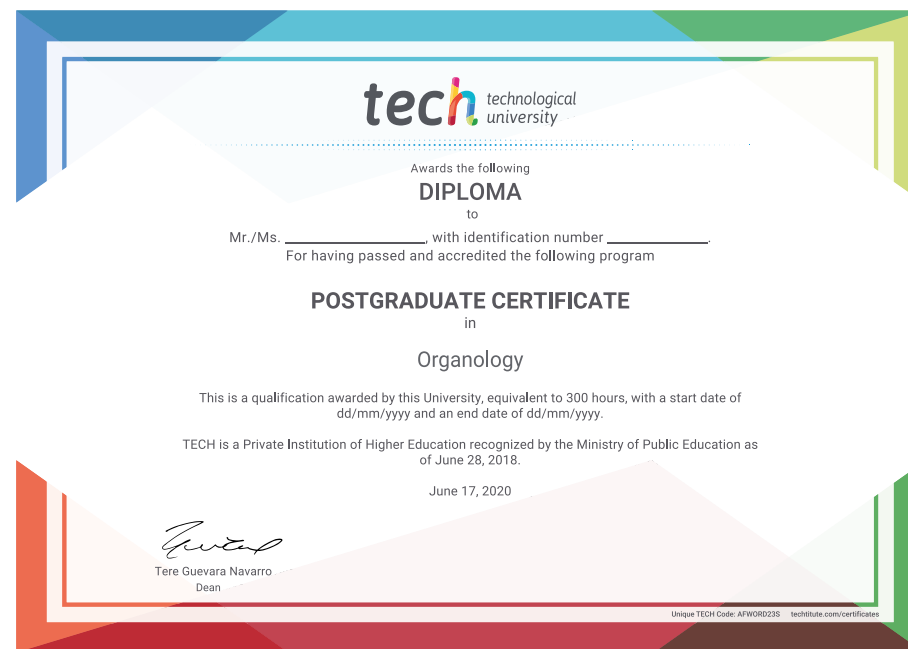 tech technological
university
Awards the following
DIPLOMA
to
Mr./Ms. ____________________, with identification number ______________.
For having passed and accredited the following program
POSTGRADUATE CERTIFICATE
in
Organology
This is a qualification awarded by this University, equivalent to 300 hours, with a start date of
dd/mm/yyyy and an end date of dd/mm/yyyy.
TECH is a Private Institution of Higher Education recognized by the Ministry of Public Education as
of June 28, 2018.
June 17, 2020
Tere Guevara Navarro
Dean
Unique TECH Code: AFWORD23S techtitute.com/certificates